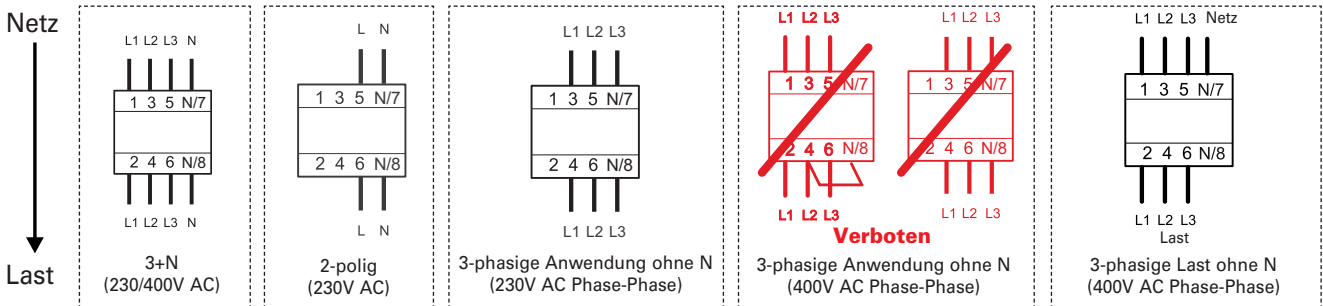 Netz
Last
L1 L2 L3 N
1 3 5 N/7
2 4 6 N/8
L1 L2 L3 N
3+N
(230/400V AC)
L N
1 3 5 N/7
2 4 6 N/8
L N
2-polig
(230V AC)
L1 L2 L3
1 3 5 N/7
2 4 6 N/8
L1 L2 L3
3-phasige Anwendung ohne N
(230V AC Phase-Phase)
L1 L2 L3
1 3 5 N/7
2 4 6 N/8
L1 L2 L3
L1 L2 L3
1 3 5 N/7
2 4 6 N/8
L1 L2 L3
Verboten
3-phasige Anwendung ohne N
(400V AC Phase-Phase)
L1 L2 L3 Netz
1 3 5 N/7
2 4 6 N/8
L1 L2 L3
Last
3-phasige Last ohne N
(400V AC Phase-Phase)